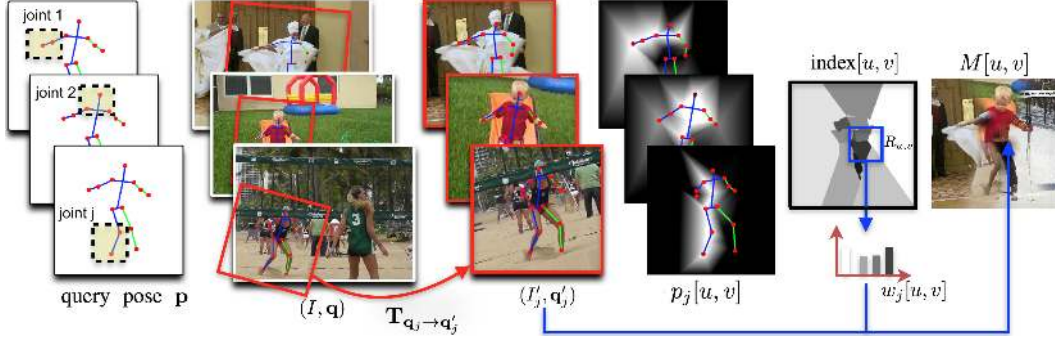 joint 1
joint 2
joint j
query pose p
(I, q)
T_{q_j→q'_j}
(I'_j, q'_j)
p_j[u, v]
index[u, v]
R_{u,v}
w_j[u, v]
M[u, v]
3